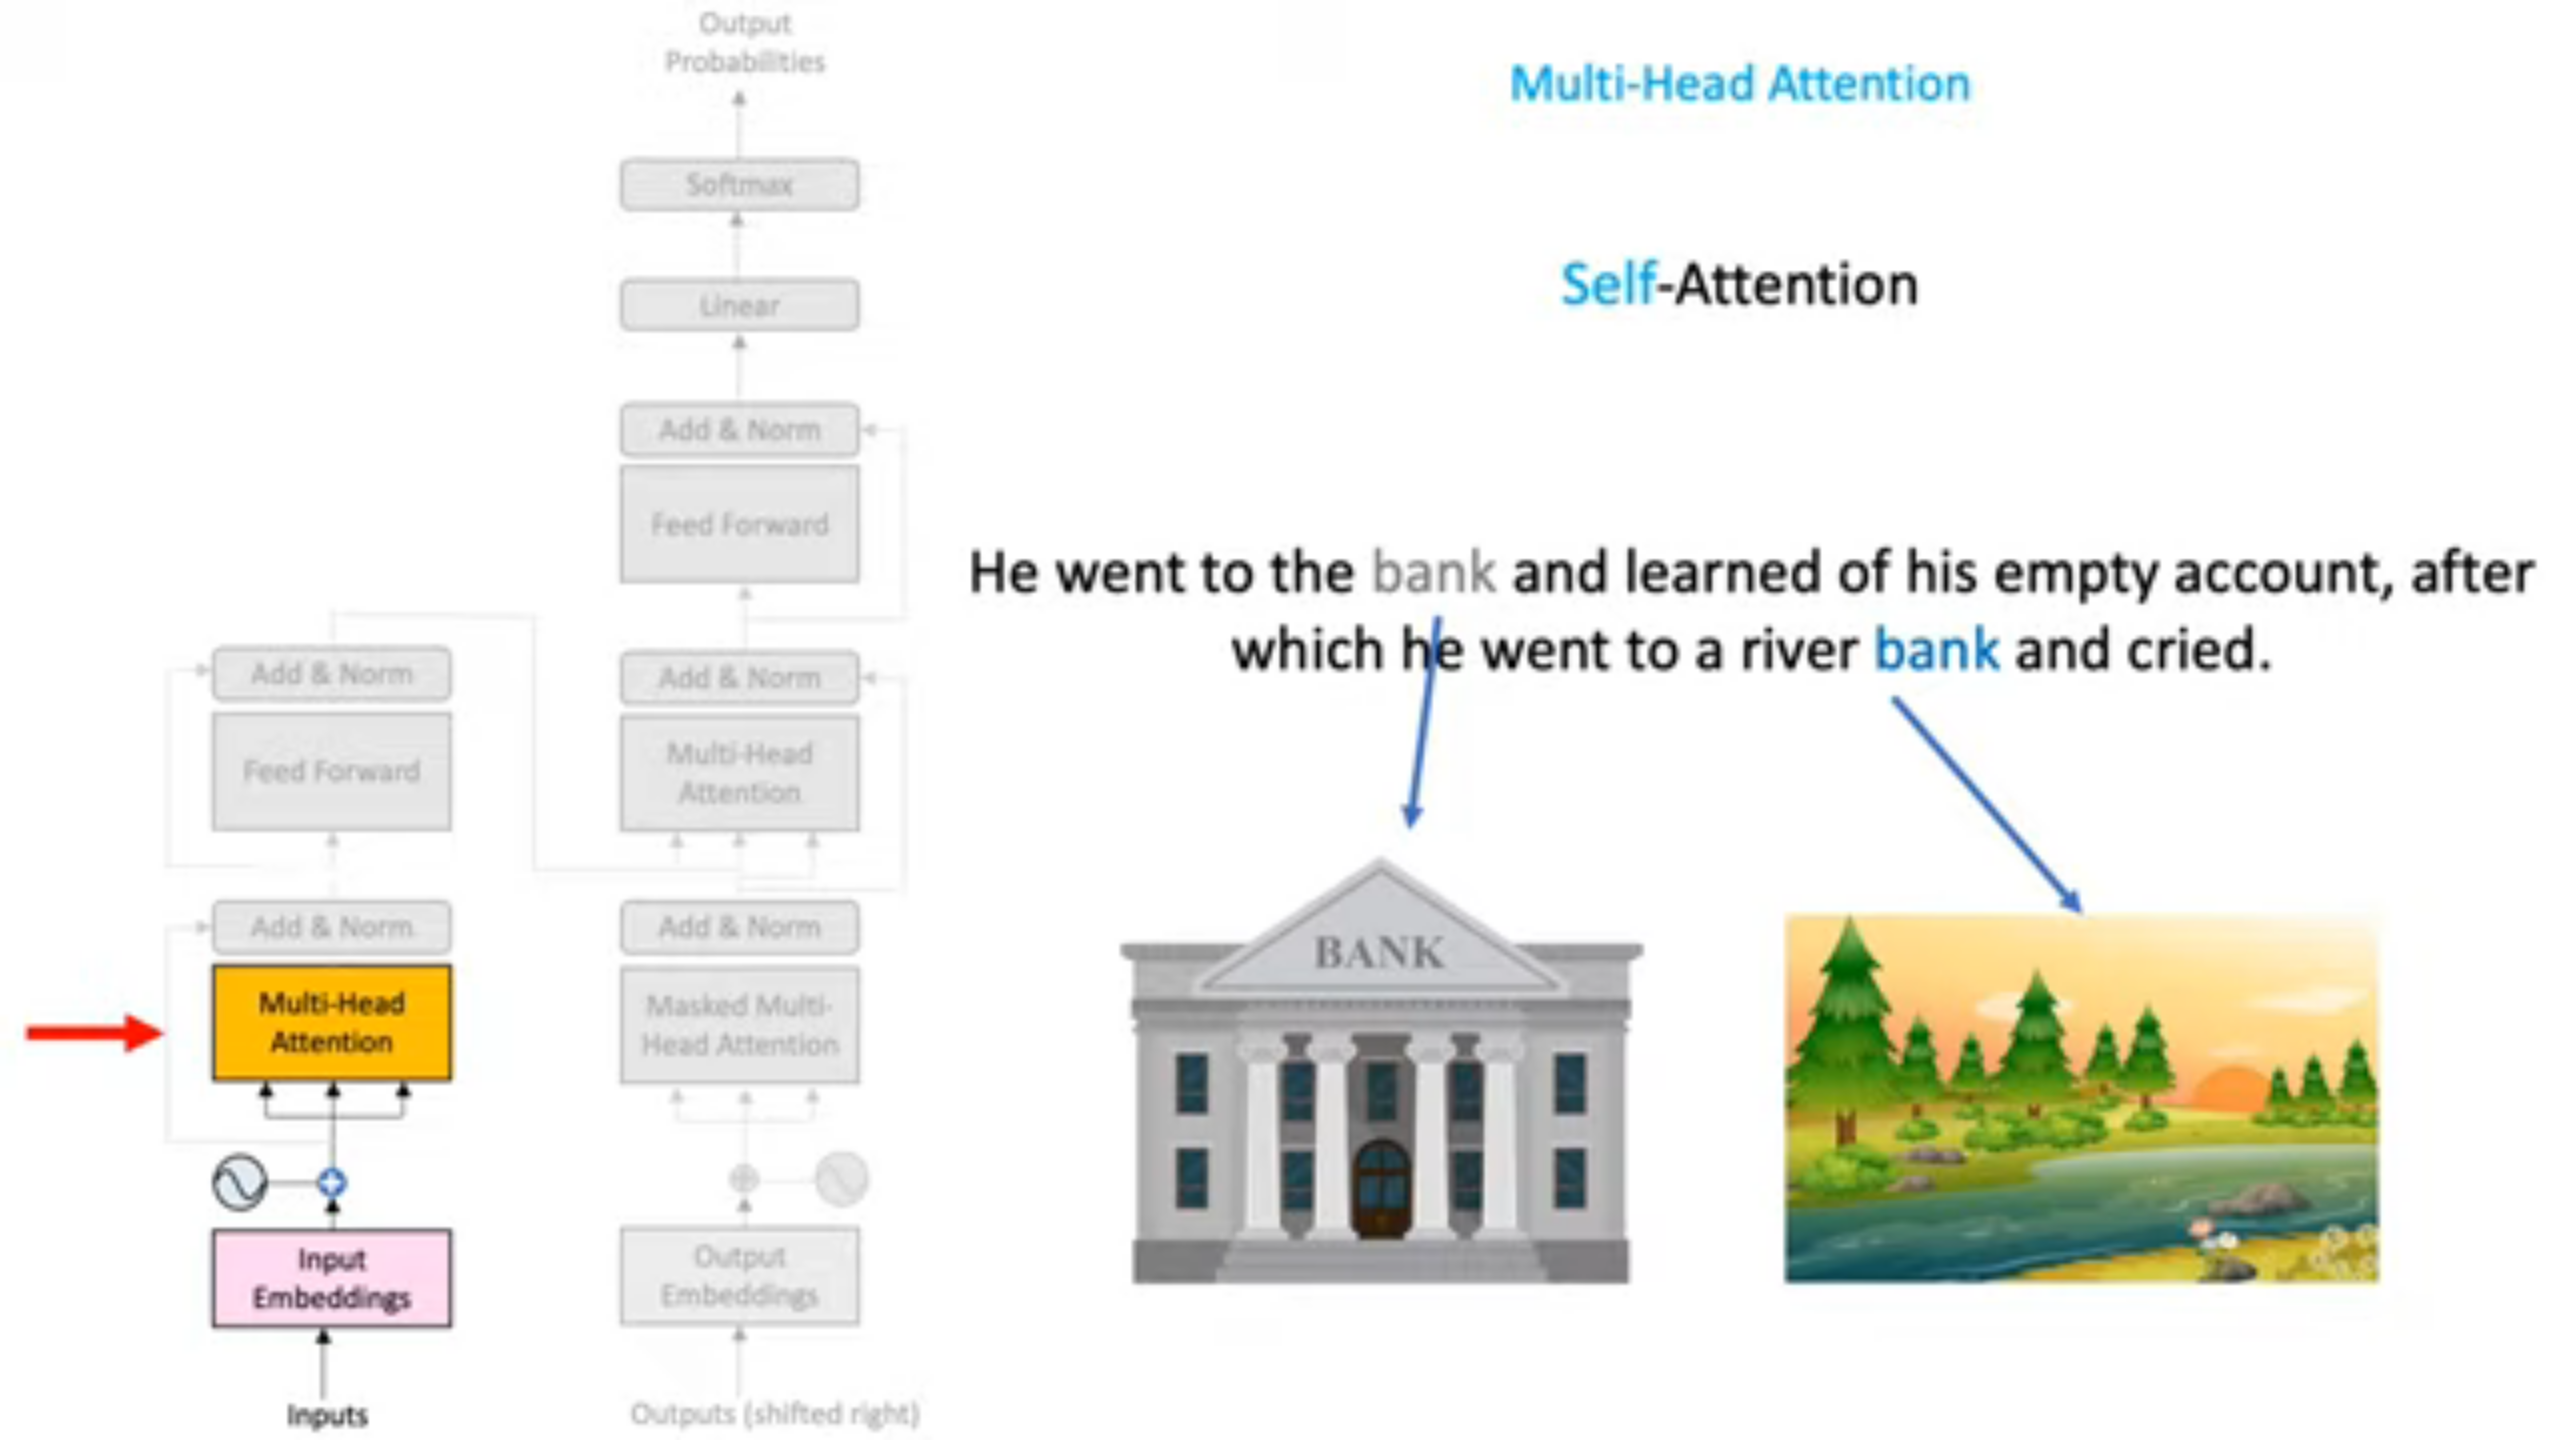 Output
Probabilities
Softmax
Linear
Add & Norm
Feed Forward
Add & Norm
Multi-Head
Attention
Add & Norm
Masked Multi-
Head Attention
Output
Embeddings
Outputs (shifted right)
Add & Norm
Feed Forward
Add & Norm
Multi-Head
Attention
Input
Embeddings
Inputs
Multi-Head Attention
Self-Attention
He went to the bank and learned of his empty account, after
which he went to a river bank and cried.
BANK